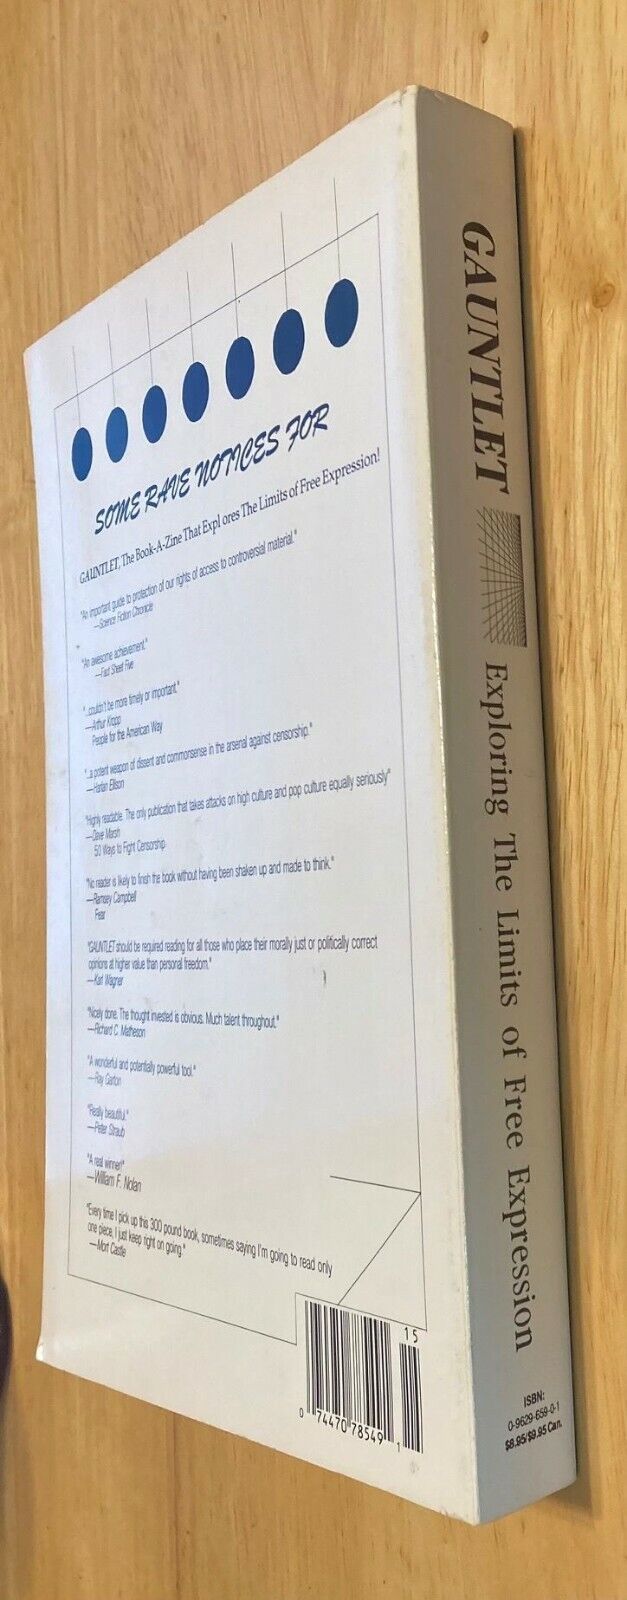 SOME RAVE NOTICES FOR
GAUNTLET, The Book-A-Zine That Expl ores The Limits of Free Expression!
"An important guide to protection of our rights of access to controversial material."
—Science Fiction Chronicle
"An awesome achievement."
—Fact Sheet Five
"...couldn't be more timely or important."
—Arthur Kropp
People for the American Way
"...a potent weapon of dissent and commonsense in the arsenal against censorship."
—Harlan Ellison
"Highly readable. The only publication that takes attacks on high culture and pop culture equally seriously"
—Dave Marsh
50 Ways to Fight Censorship
"No reader is likely to finish the book without having been shaken up and made to think."
—Ramsey Campbell
Fear
"GAUNTLET should be required reading for all those who place their morally just or politically correct
opinions at higher value than personal freedom."
—Karl Wagner
"Nicely done. The thought invested is obvious. Much talent throughout."
—Richard C. Matheson
"A wonderful and potentially powerful tool."
—Ray Garton
"Really beautiful."
—Peter Straub
"A real winner!"
—William F. Nolan
"Every time I pick up this 300 pound book, sometimes saying I'm going to read only
one piece, I just keep right on going."
—Mort Castle
15
0 74470 78549 1
GAUNTLET Exploring The Limits of Free Expression
ISBN:
0-9629-659-0-1
$8.95/$9.95 Can.